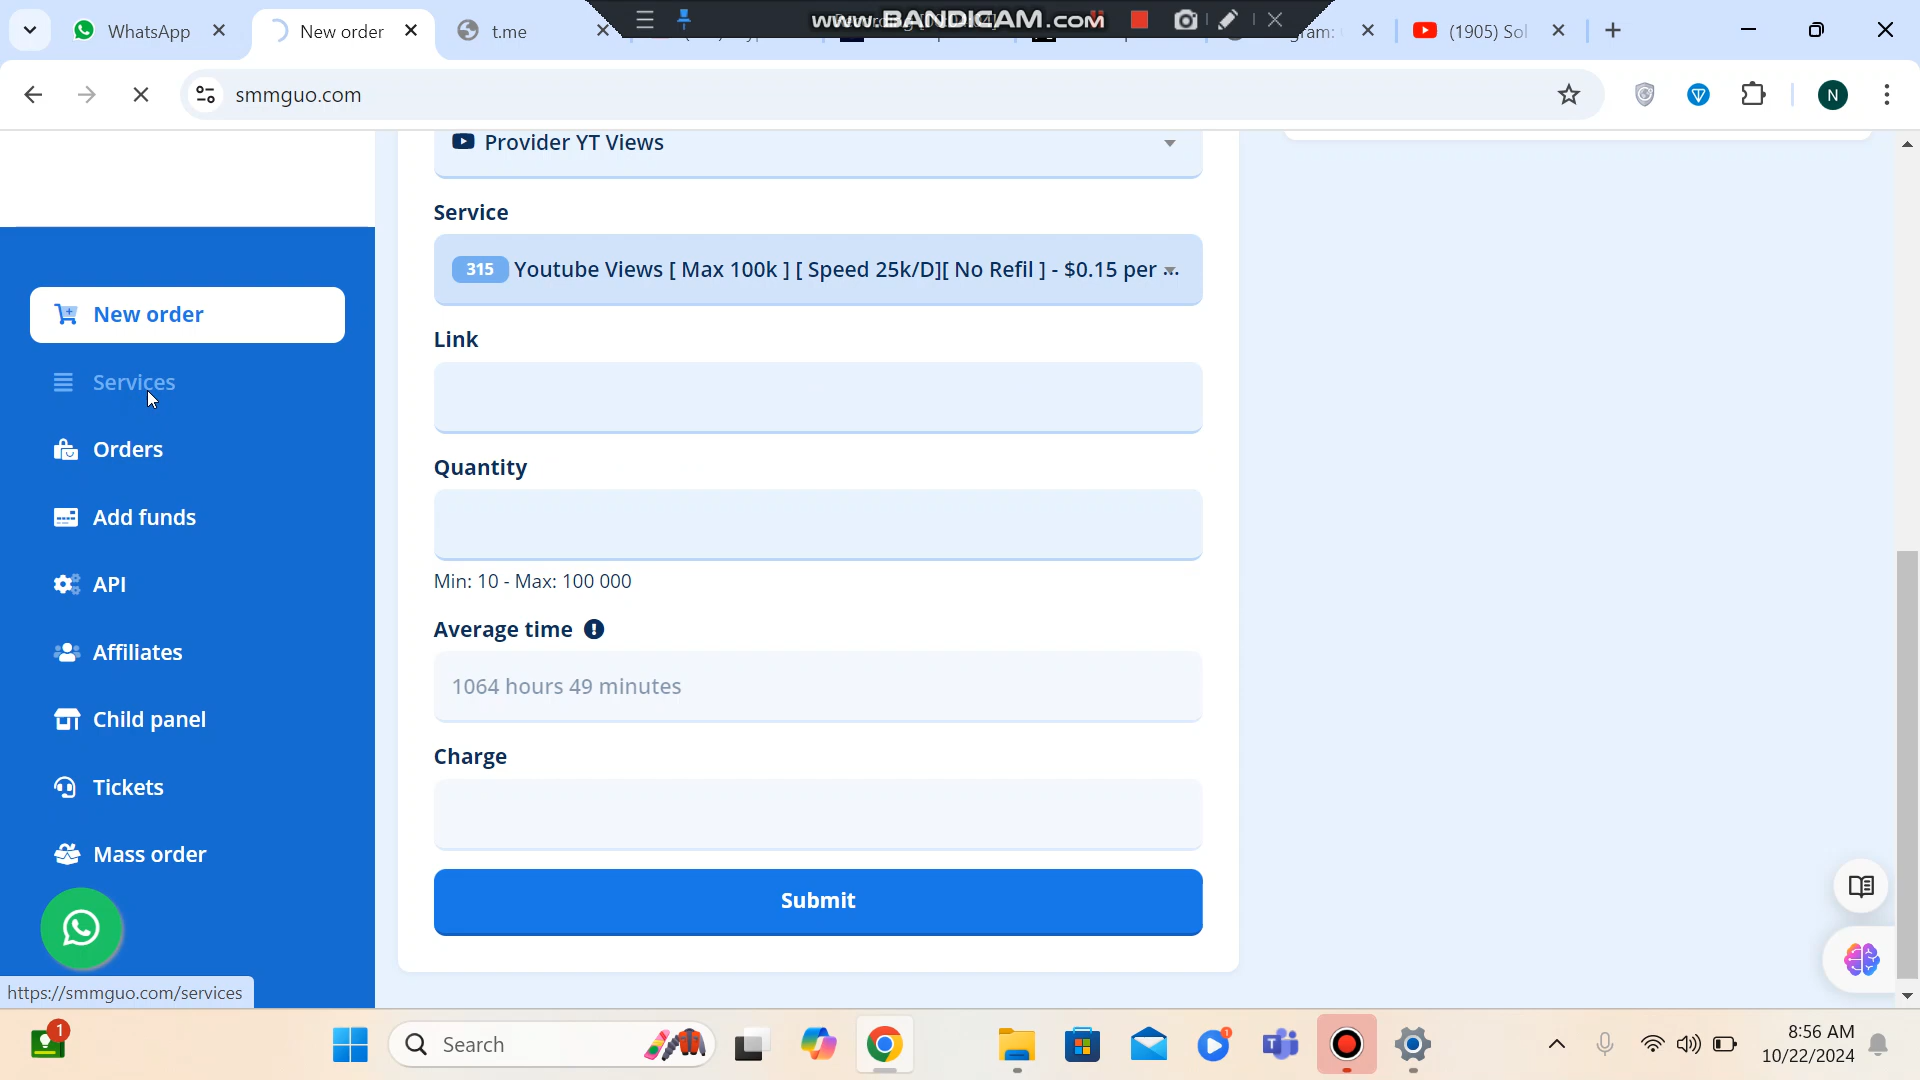 WhatsApp
New order
t.me
www.BANDICAM.com
gram:
(1905) Sol
smmguo.com
N
Provider YT Views
Service
315 Youtube Views [ Max 100k ] [ Speed 25k/D][ No Refil ] - $0.15 per ...
New order
Link
Services
Orders
Quantity
Add funds
Min: 10 - Max: 100 000
API
Average time
Affiliates
1064 hours 49 minutes
Child panel
Charge
Tickets
Mass order
Submit
https://smmguo.com/services
1
Search
8:56 AM
10/22/2024